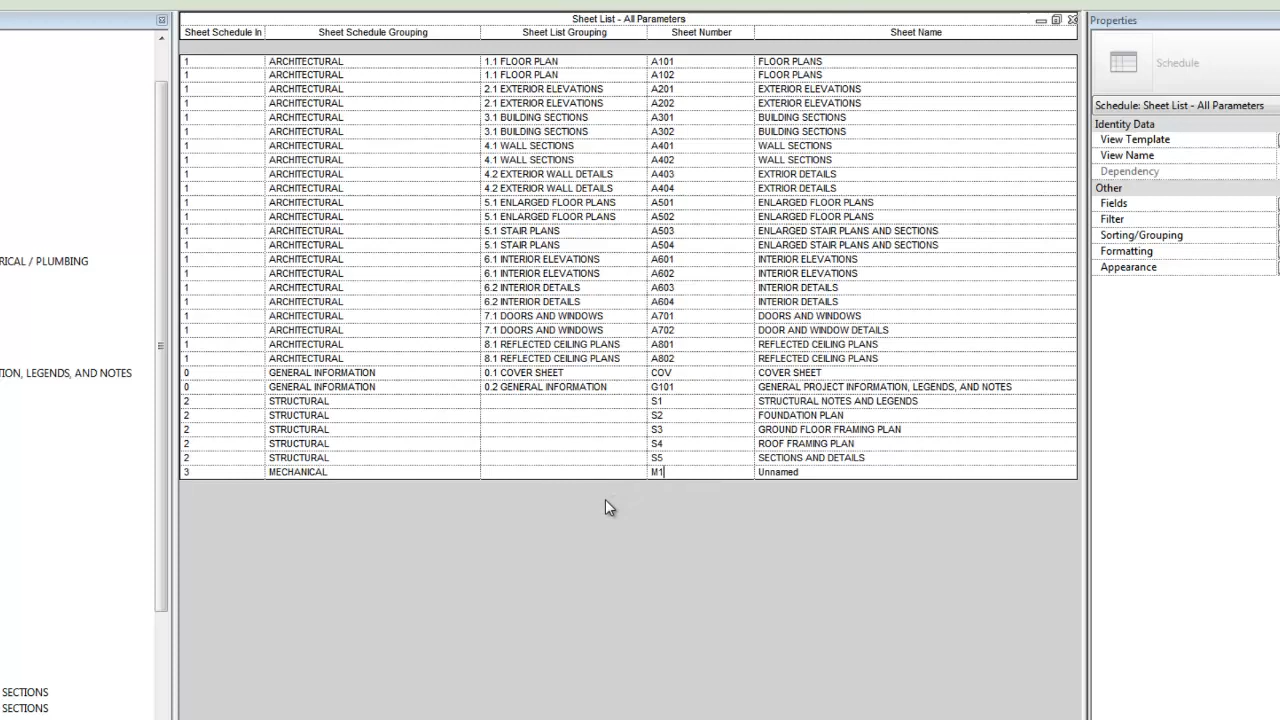 Sheet List - All Parameters
Sheet Schedule In Sheet Schedule Grouping Sheet List Grouping Sheet Number Sheet Name
1 ARCHITECTURAL 1.1 FLOOR PLAN A101 FLOOR PLANS
1 ARCHITECTURAL 1.1 FLOOR PLAN A102 FLOOR PLANS
1 ARCHITECTURAL 2.1 EXTERIOR ELEVATIONS A201 EXTERIOR ELEVATIONS
1 ARCHITECTURAL 2.1 EXTERIOR ELEVATIONS A202 EXTERIOR ELEVATIONS
1 ARCHITECTURAL 3.1 BUILDING SECTIONS A301 BUILDING SECTIONS
1 ARCHITECTURAL 3.1 BUILDING SECTIONS A302 BUILDING SECTIONS
1 ARCHITECTURAL 4.1 WALL SECTIONS A401 WALL SECTIONS
1 ARCHITECTURAL 4.1 WALL SECTIONS A402 WALL SECTIONS
1 ARCHITECTURAL 4.2 EXTERIOR WALL DETAILS A403 EXTRIOR DETAILS
1 ARCHITECTURAL 4.2 EXTERIOR WALL DETAILS A404 EXTRIOR DETAILS
1 ARCHITECTURAL 5.1 ENLARGED FLOOR PLANS A501 ENLARGED FLOOR PLANS
1 ARCHITECTURAL 5.1 ENLARGED FLOOR PLANS A502 ENLARGED FLOOR PLANS
1 ARCHITECTURAL 5.1 STAIR PLANS A503 ENLARGED STAIR PLANS AND SECTIONS
1 ARCHITECTURAL 5.1 STAIR PLANS A504 ENLARGED STAIR PLANS AND SECTIONS
1 ARCHITECTURAL 6.1 INTERIOR ELEVATIONS A601 INTERIOR ELEVATIONS
1 ARCHITECTURAL 6.1 INTERIOR ELEVATIONS A602 INTERIOR ELEVATIONS
1 ARCHITECTURAL 6.2 INTERIOR DETAILS A603 INTERIOR DETAILS
1 ARCHITECTURAL 6.2 INTERIOR DETAILS A604 INTERIOR DETAILS
1 ARCHITECTURAL 7.1 DOORS AND WINDOWS A701 DOORS AND WINDOWS
1 ARCHITECTURAL 7.1 DOORS AND WINDOWS A702 DOOR AND WINDOW DETAILS
1 ARCHITECTURAL 8.1 REFLECTED CEILING PLANS A801 REFLECTED CEILING PLANS
1 ARCHITECTURAL 8.1 REFLECTED CEILING PLANS A802 REFLECTED CEILING PLANS
0 GENERAL INFORMATION 0.1 COVER SHEET COV COVER SHEET
0 GENERAL INFORMATION 0.2 GENERAL INFORMATION G101 GENERAL PROJECT INFORMATION, LEGENDS, AND NOTES
2 STRUCTURAL S1 STRUCTURAL NOTES AND LEGENDS
2 STRUCTURAL S2 FOUNDATION PLAN
2 STRUCTURAL S3 GROUND FLOOR FRAMING PLAN
2 STRUCTURAL S4 ROOF FRAMING PLAN
2 STRUCTURAL S5 SECTIONS AND DETAILS
3 MECHANICAL M1 Unnamed
RICAL / PLUMBING
ION, LEGENDS, AND NOTES
SECTIONS
SECTIONS
Properties
Schedule
Schedule: Sheet List - All Parameters
Identity Data
View Template
View Name
Dependency
Other
Fields
Filter
Sorting/Grouping
Formatting
Appearance